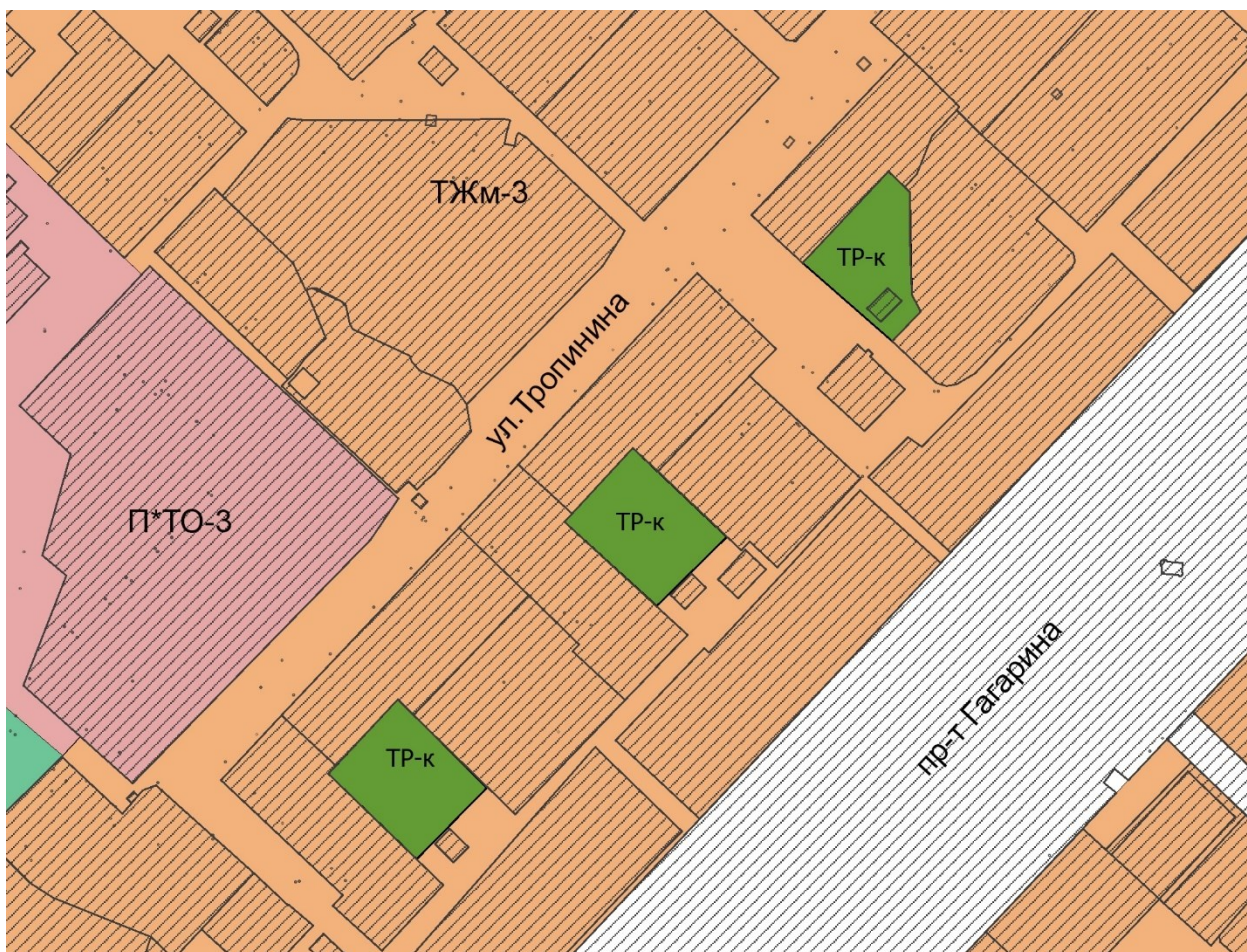 ТЖм-3
ТР-к
ул. Тропинина
П*ТО-3
ТР-к
пр-т Гагарина
ТР-к